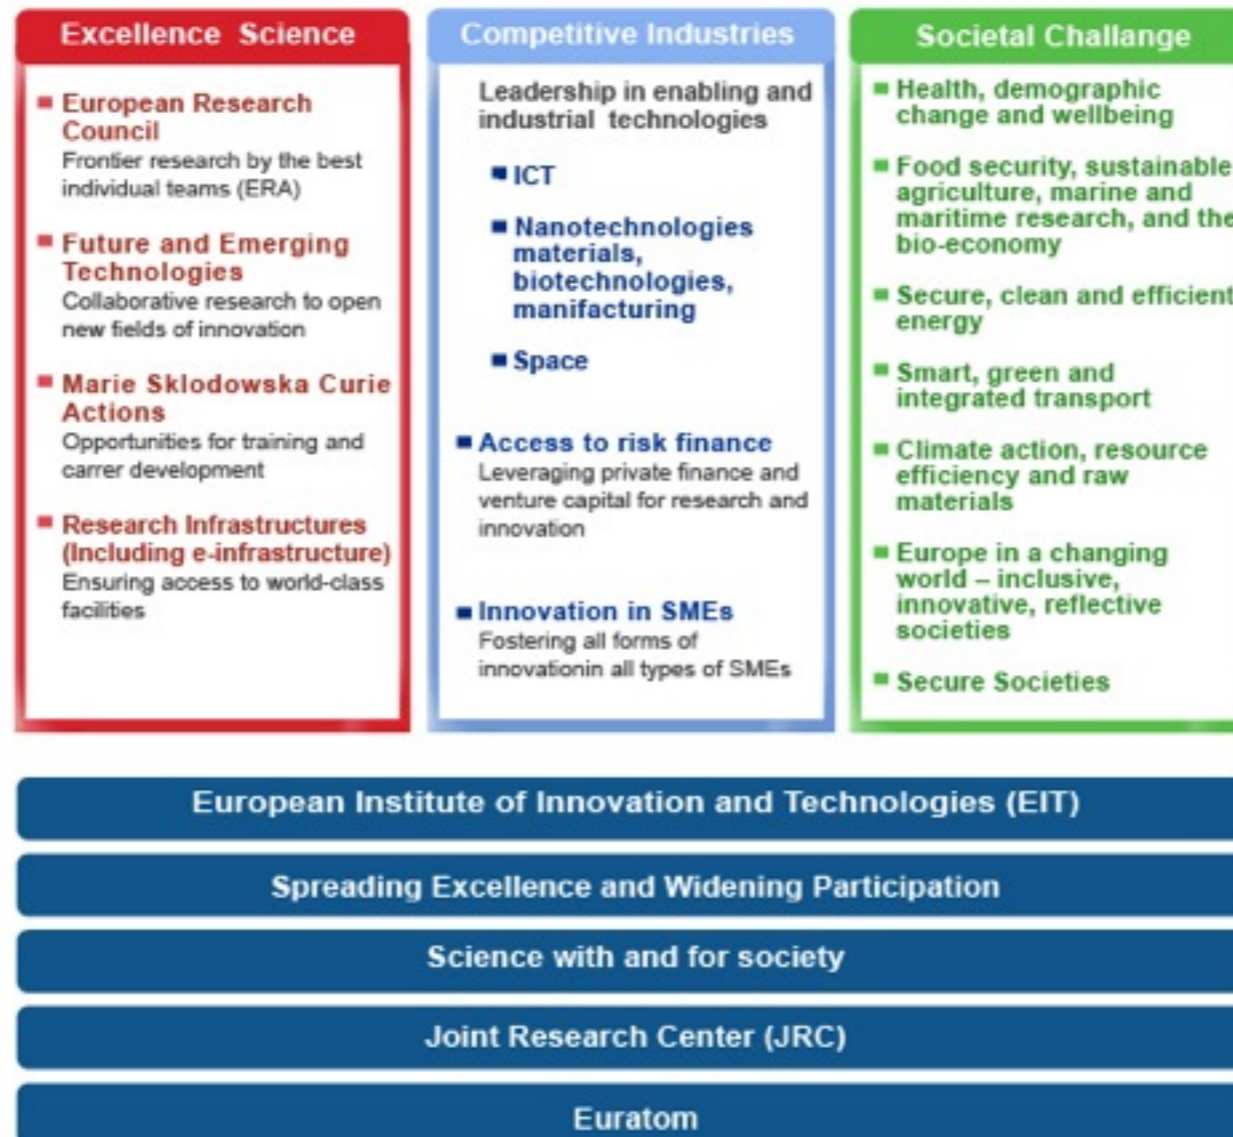 Excellence Science
European Research
Council
Frontier research by the best
individual teams (ERA)
Future and Emerging
Technologies
Collaborative research to open
new fields of innovation
Marie Sklodowska Curie
Actions
Opportunities for training and
carrer development
Research Infrastructures
(Including e-infrastructure)
Ensuring access to world-class
facilities
Competitive Industries
Leadership in enabling and
industrial technologies
ICT
Nanotechnologies
materials,
biotechnologies,
manifacturing
Space
Access to risk finance
Leveraging private finance and
venture capital for research and
innovation
Innovation in SMEs
Fostering all forms of
innovationin all types of SMEs
Societal Challange
Health, demographic
change and wellbeing
Food security, sustainable
agriculture, marine and
maritime research, and the
bio-economy
Secure, clean and efficient
energy
Smart, green and
integrated transport
Climate action, resource
efficiency and raw
materials
Europe in a changing
world – inclusive,
innovative, reflective
societies
Secure Societies
European Institute of Innovation and Technologies (EIT)
Spreading Excellence and Widening Participation
Science with and for society
Joint Research Center (JRC)
Euratom